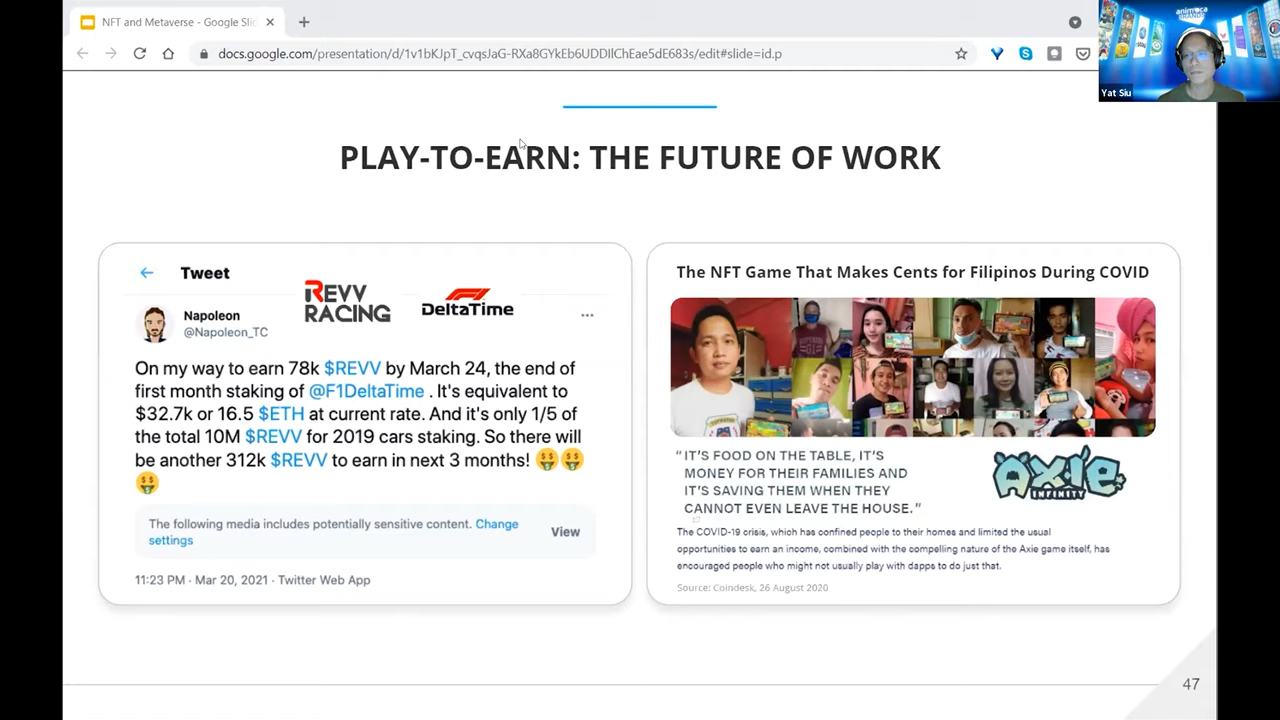 NFT and Metaverse - Google Slid
docs.google.com/presentation/d/1v1bKJpT_cvqsJaG-RXa8GYkEb6UDDIlChEae5dE683s/edit#slide=id.p
animoca
BRANDS
Yat Siu
PLAY-TO-EARN: THE FUTURE OF WORK
Tweet
REVV
RACING
F1
DeltaTime
Napoleon
@Napoleon_TC
On my way to earn 78k $REVV by March 24, the end of
first month staking of @F1DeltaTime . It's equivalent to
$32.7k or 16.5 $ETH at current rate. And it's only 1/5 of
the total 10M $REVV for 2019 cars staking. So there will
be another 312k $REVV to earn in next 3 months!
The following media includes potentially sensitive content. Change
settings
View
11:23 PM · Mar 20, 2021 · Twitter Web App
The NFT Game That Makes Cents for Filipinos During COVID
“IT’S FOOD ON THE TABLE, IT’S
MONEY FOR THEIR FAMILIES AND
IT’S SAVING THEM WHEN THEY
CANNOT EVEN LEAVE THE HOUSE.”
AXIE
INFINITY
The COVID-19 crisis, which has confined people to their homes and limited the usual
opportunities to earn an income, combined with the compelling nature of the Axie game itself, has
encouraged people who might not usually play with dapps to do just that.
Source: Coindesk, 26 August 2020
47